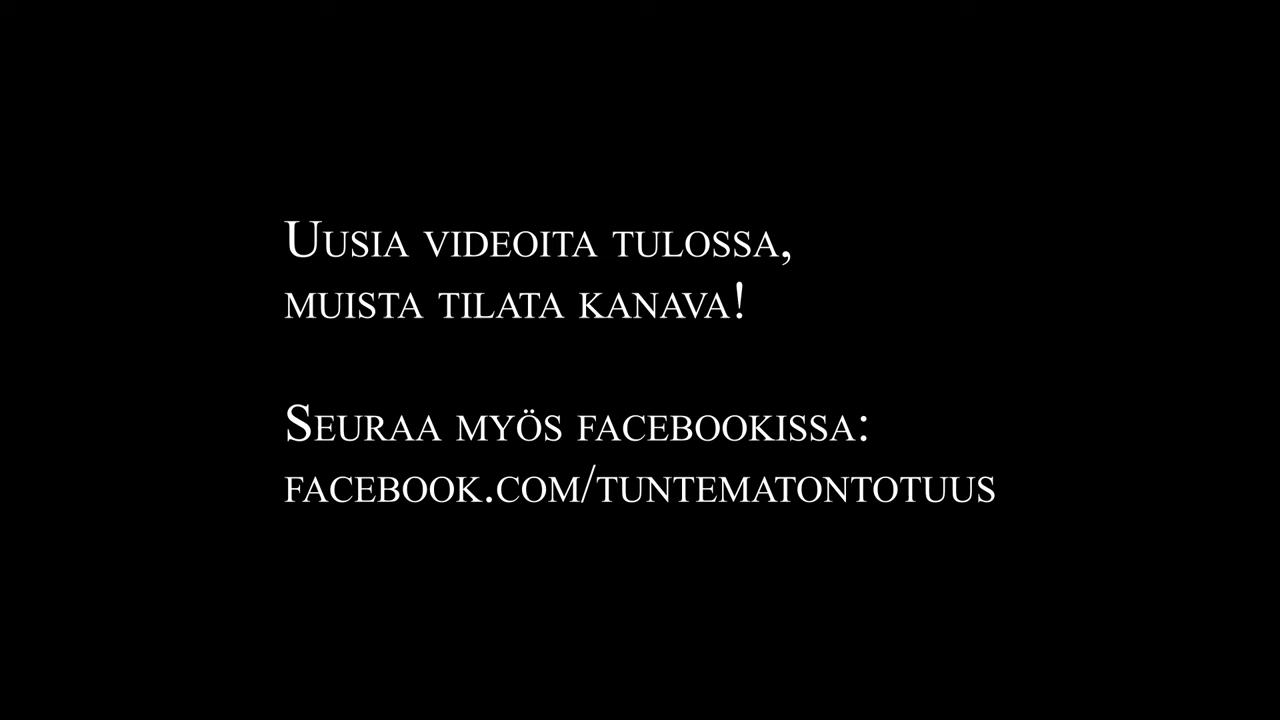 Uusia videoita tulossa,
muista tilata kanava!
Seuraa myös facebookissa:
facebook.com/tuntematontotuus